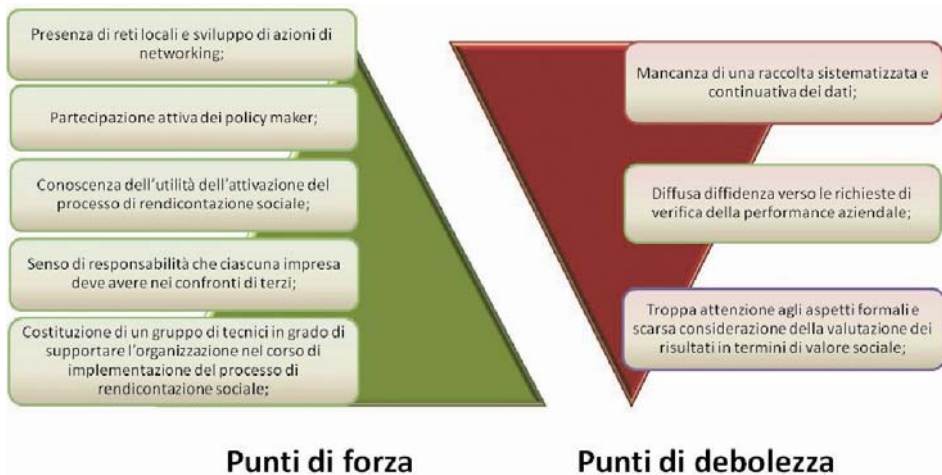 Presenza di reti locali e sviluppo di azioni di
networking;
Partecipazione attiva dei policy maker;
Conoscenza dell'utilità dell'attivazione del
processo di rendicontazione sociale;
Senso di responsabilità che ciascuna impresa
deve avere nei confronti di terzi;
Costituzione di un gruppo di tecnici in grado di
supportare l'organizzazione nel corso di
implementazione del processo di
rendicontazione sociale;
Punti di forza
Mancanza di una raccolta sistematizzata e
continuativa dei dati;
Diffusa diffidenza verso le richieste di
verifica della performance aziendale;
Troppa attenzione agli aspetti formali e
scarsa considerazione della valutazione dei
risultati in termini di valore sociale;
Punti di debolezza